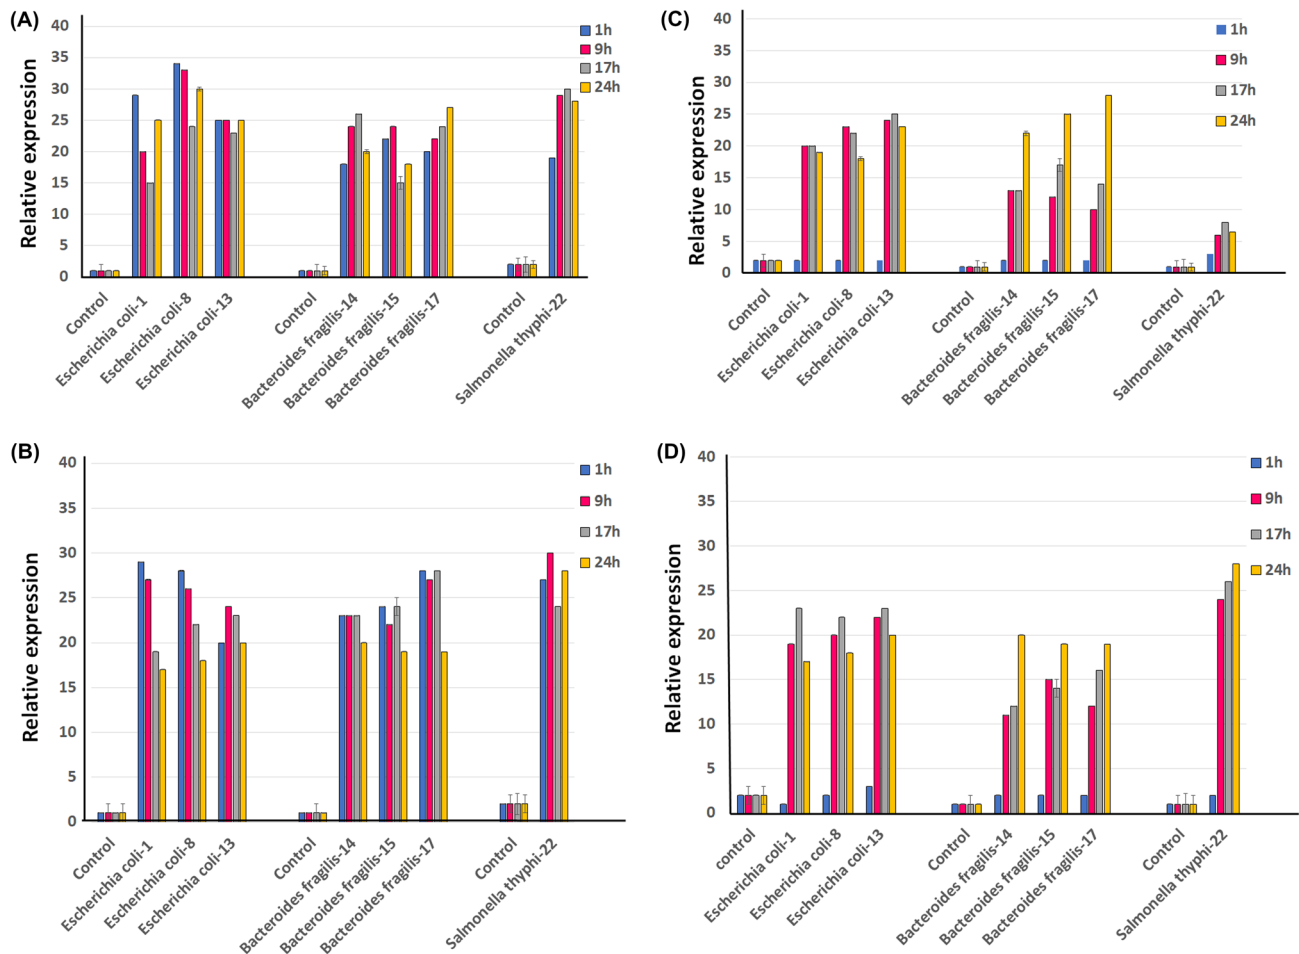 (A)
Relative expression
40
35
30
25
20
15
10
5
0
1h
9h
17h
24h
Control
Escherichia coli-1
Escherichia coli-8
Escherichia coli-13
Control
Bacteroides fragilis-14
Bacteroides fragilis-15
Bacteroides fragilis-17
Control
Salmonella thyphi-22
(C)
Relative expression
40
35
30
25
20
15
10
5
0
1h
9h
17h
24h
Control
Escherichia coli-1
Escherichia coli-8
Escherichia coli-13
Control
Bacteroides fragilis-14
Bacteroides fragilis-15
Bacteroides fragilis-17
Control
Salmonella thyphi-22
(B)
Relative expression
40
35
30
25
20
15
10
5
0
1h
9h
17h
24h
Control
Escherichia coli-1
Escherichia coli-8
Escherichia coli-13
Control
Bacteroides fragilis-14
Bacteroides fragilis-15
Bacteroides fragilis-17
Control
Salmonella thyphi-22
(D)
Relative expression
40
35
30
25
20
15
10
5
0
1h
9h
17h
24h
control
Escherichia coli-1
Escherichia coli-8
Escherichia coli-13
Control
Bacteroides fragilis-14
Bacteroides fragilis-15
Bacteroides fragilis-17
Control
Salmonella thyphi-22